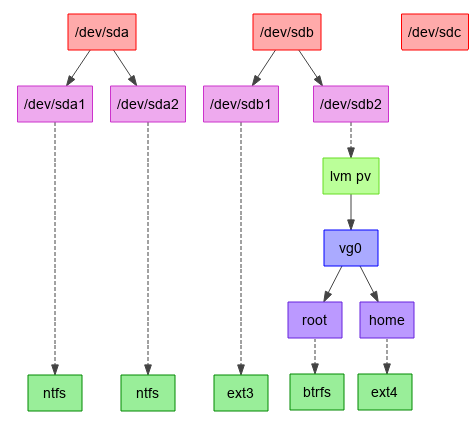 /dev/sda
/dev/sdb
/dev/sdc
/dev/sda1
/dev/sda2
/dev/sdb1
/dev/sdb2
lvm pv
vg0
root
home
ntfs
ntfs
ext3
btrfs
ext4